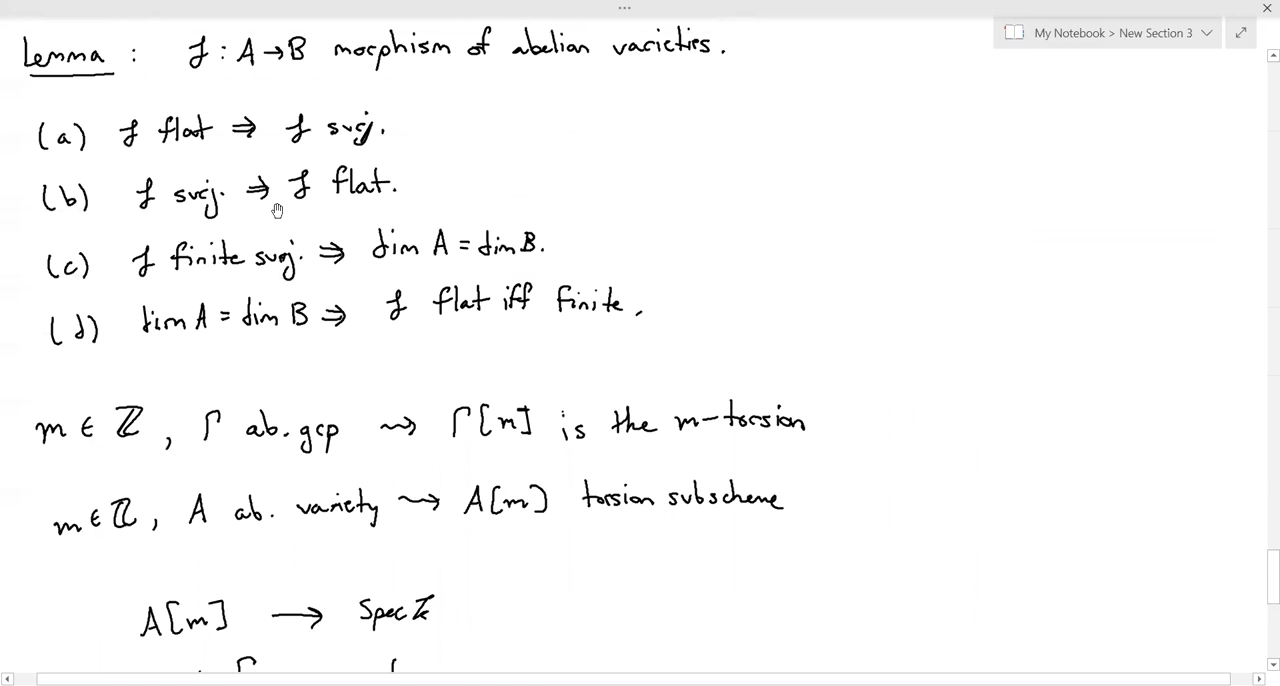 My Notebook > New Section 3
Lemma : f : A → B morphism of abelian varieties.
(a) f flat ⇒ f surj.
(b) f surj. ⇒ f flat.
(c) f finite surj. ⇒ dim A = dim B.
(d) dim A = dim B ⇒ f flat iff finite.
m ∈ ℤ, Γ ab. grp ⇝ Γ[m] is the m-torsion
m ∈ ℤ, A ab. variety ⇝ A[m] torsion subscheme
A[m] → Spec k